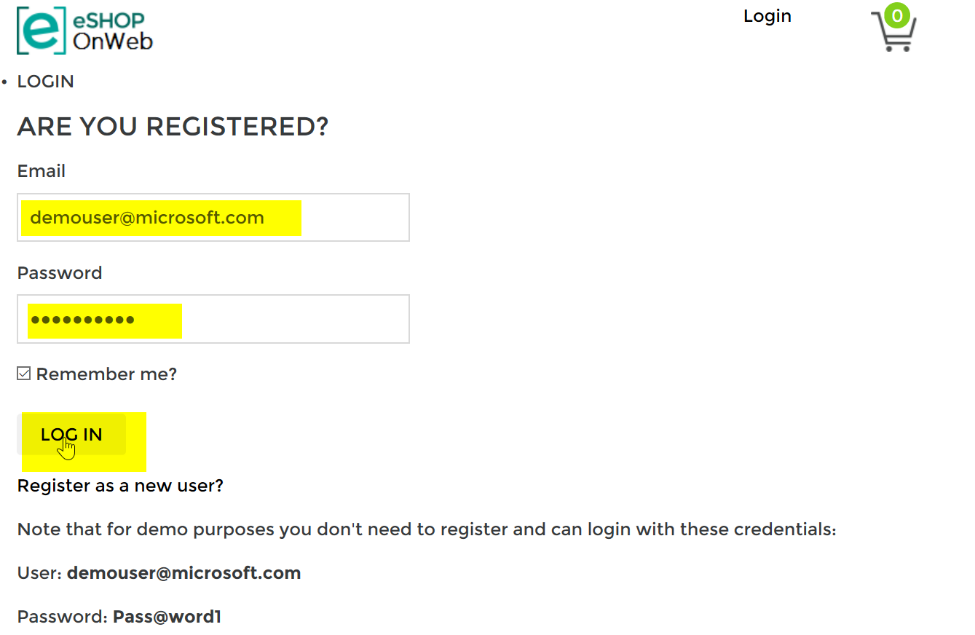 [e] eSHOP
OnWeb
Login
0
• LOGIN
ARE YOU REGISTERED?
Email
demouser@microsoft.com
Password
••••••••••
Remember me?
LOG IN
Register as a new user?
Note that for demo purposes you don't need to register and can login with these credentials:
User: demouser@microsoft.com
Password: Pass@word1